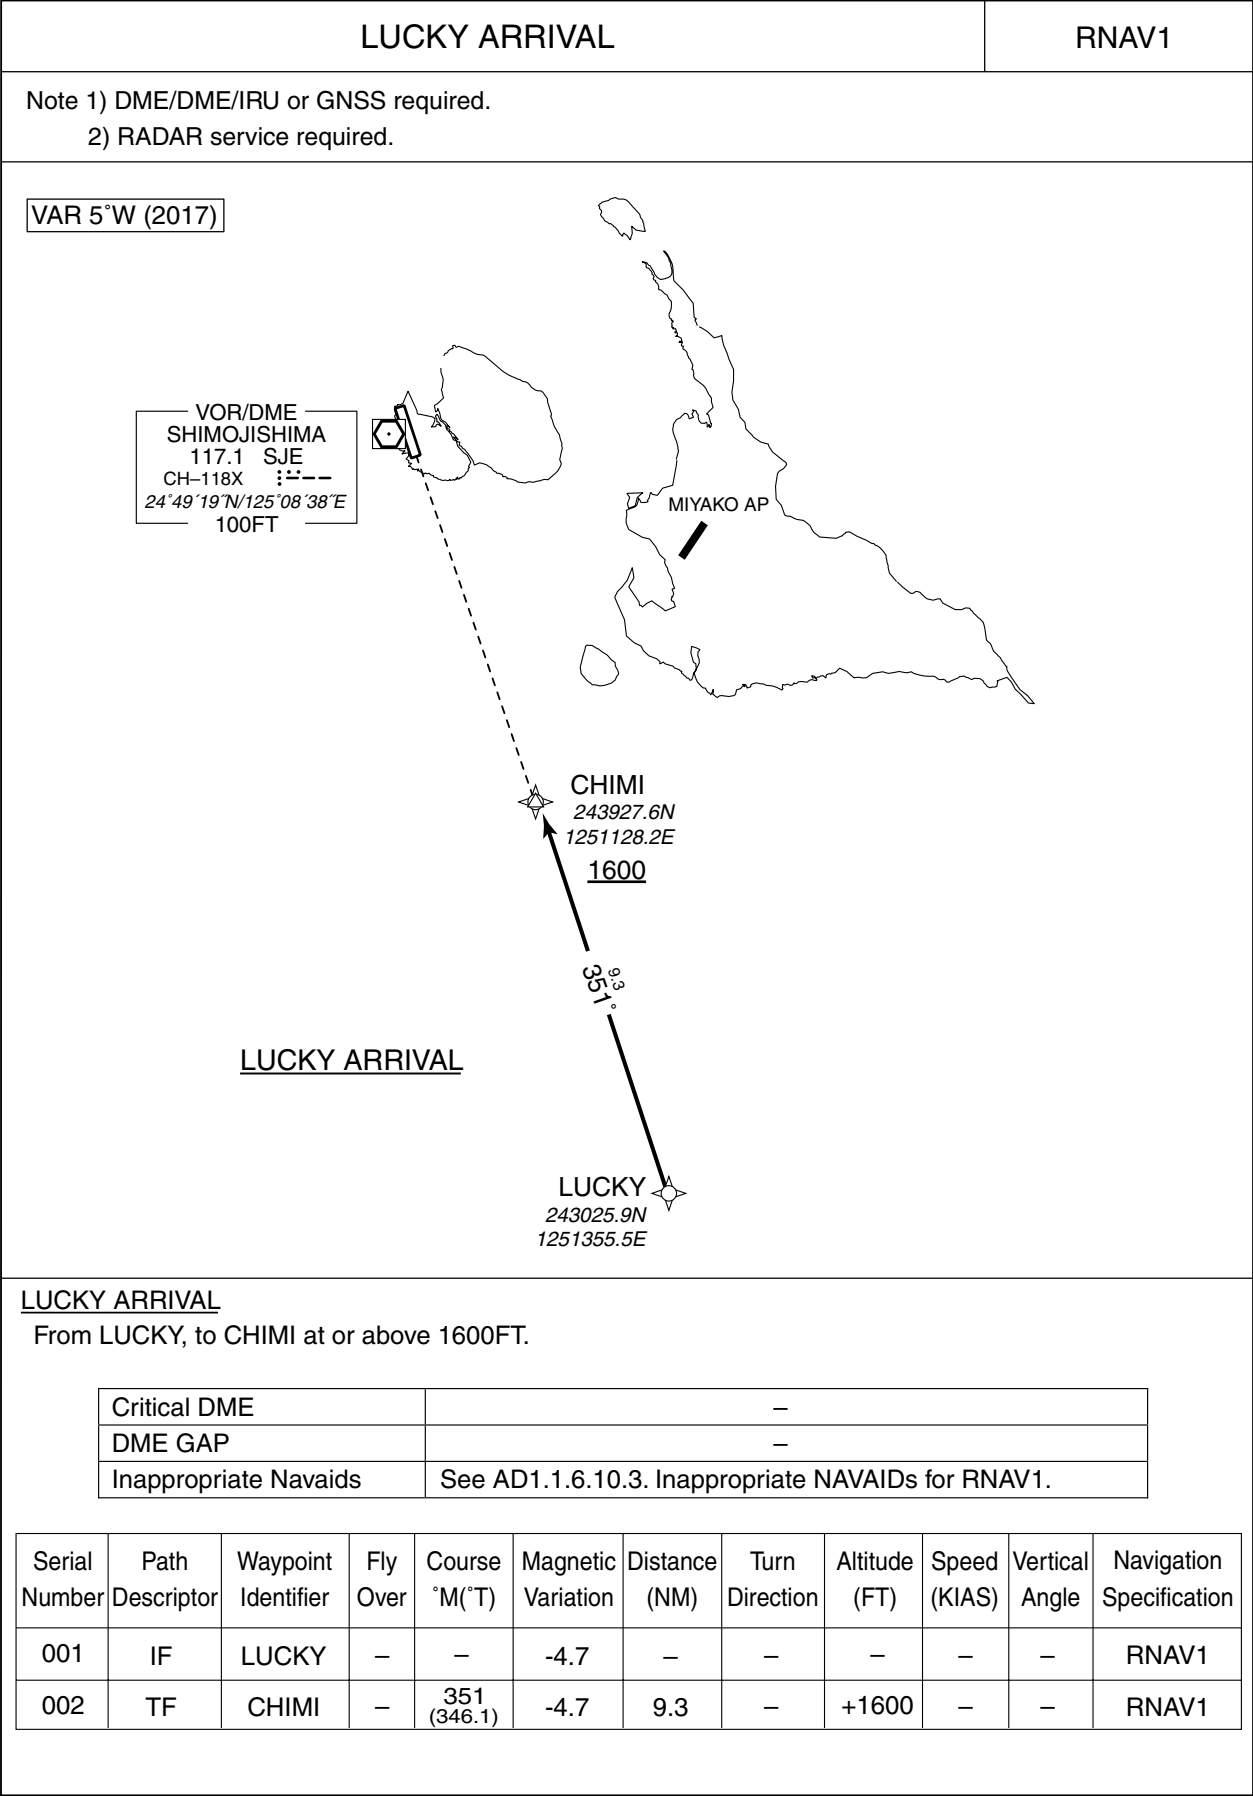 LUCKY ARRIVAL RNAV1
Note 1) DME/DME/IRU or GNSS required.
2) RADAR service required.
VAR 5˚W (2017)
VOR/DME
SHIMOJISHIMA
117.1 SJE
CH–118X
24˚49´19˝N/125˚08´38˝E
100FT
MIYAKO AP
CHIMI
243927.6N
1251128.2E
1600
9.3
351˚
LUCKY ARRIVAL
LUCKY
243025.9N
1251355.5E
LUCKY ARRIVAL
From LUCKY, to CHIMI at or above 1600FT.
Critical DME –
DME GAP –
Inappropriate Navaids See AD1.1.6.10.3. Inappropriate NAVAIDs for RNAV1.
Serial Path Waypoint Fly Course Magnetic Distance Turn Altitude Speed Vertical Navigation
Number Descriptor Identifier Over ˚M(˚T) Variation (NM) Direction (FT) (KIAS) Angle Specification
001 IF LUCKY – – -4.7 – – – – – RNAV1
002 TF CHIMI – 351 (346.1) -4.7 9.3 – +1600 – – RNAV1